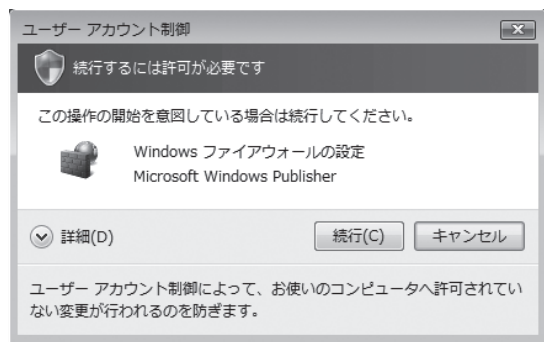 ユーザー アカウント制御
続行するには許可が必要です
この操作の開始を意図している場合は続行してください。
Windows ファイアウォールの設定
Microsoft Windows Publisher
詳細(D)
続行(C)
キャンセル
ユーザー アカウント制御によって、お使いのコンピュータへ許可されてい
ない変更が行われるのを防ぎます。